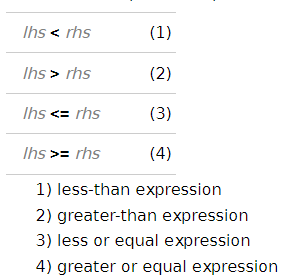 lhs < rhs (1)
lhs > rhs (2)
lhs <= rhs (3)
lhs >= rhs (4)
1) less-than expression
2) greater-than expression
3) less or equal expression
4) greater or equal expression